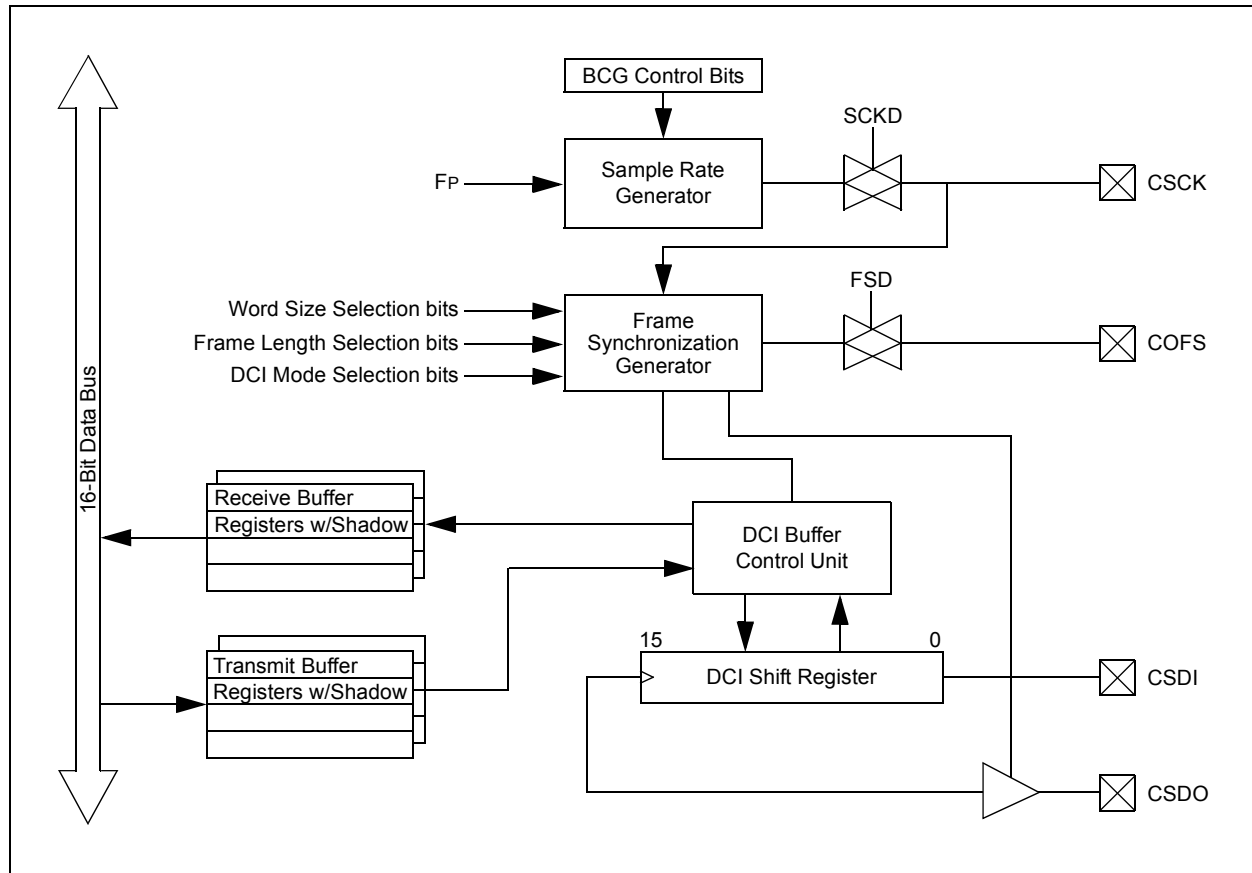 BCG Control Bits
SCKD
FP
Sample Rate
Generator
CSCK
FSD
Word Size Selection bits
Frame Length Selection bits
DCI Mode Selection bits
Frame
Synchronization
Generator
COFS
16-Bit Data Bus
Receive Buffer
Registers w/Shadow
DCI Buffer
Control Unit
15
0
Transmit Buffer
Registers w/Shadow
DCI Shift Register
CSDI
CSDO